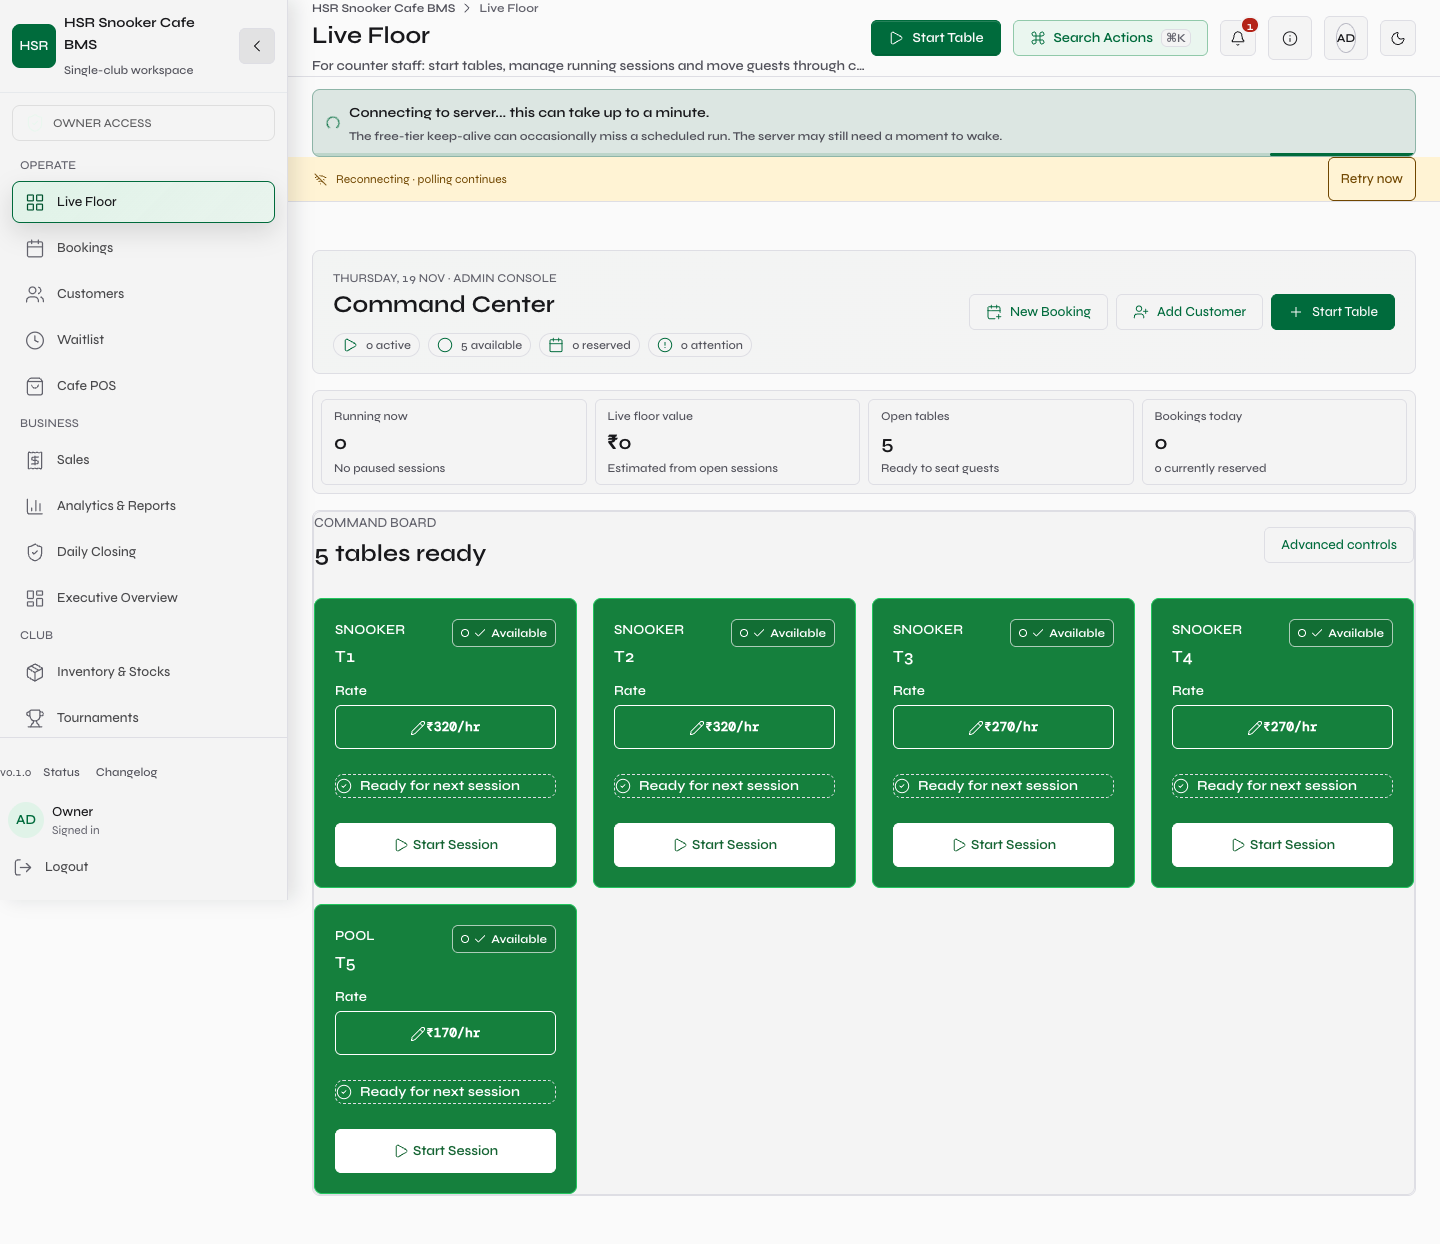 HSR
HSR Snooker Cafe BMS
Single-club workspace
OWNER ACCESS
OPERATE
Live Floor
Bookings
Customers
Waitlist
Cafe POS
BUSINESS
Sales
Analytics & Reports
Daily Closing
Executive Overview
CLUB
Inventory & Stocks
Tournaments
v0.1.0 Status Changelog
AD
Owner
Signed in
Logout
HSR Snooker Cafe BMS > Live Floor
Live Floor
For counter staff: start tables, manage running sessions and move guests through c...
Start Table
Search Actions ⌘K
1
AD
Connecting to server... this can take up to a minute.
The free-tier keep-alive can occasionally miss a scheduled run. The server may still need a moment to wake.
Reconnecting · polling continues
Retry now
THURSDAY, 19 NOV · ADMIN CONSOLE
Command Center
0 active
5 available
0 reserved
0 attention
New Booking
Add Customer
Start Table
Running now
0
No paused sessions
Live floor value
₹0
Estimated from open sessions
Open tables
5
Ready to seat guests
Bookings today
0
0 currently reserved
COMMAND BOARD
5 tables ready
Advanced controls
SNOOKER
Available
T1
Rate
₹320/hr
Ready for next session
Start Session
SNOOKER
Available
T2
Rate
₹320/hr
Ready for next session
Start Session
SNOOKER
Available
T3
Rate
₹270/hr
Ready for next session
Start Session
SNOOKER
Available
T4
Rate
₹270/hr
Ready for next session
Start Session
POOL
Available
T5
Rate
₹170/hr
Ready for next session
Start Session